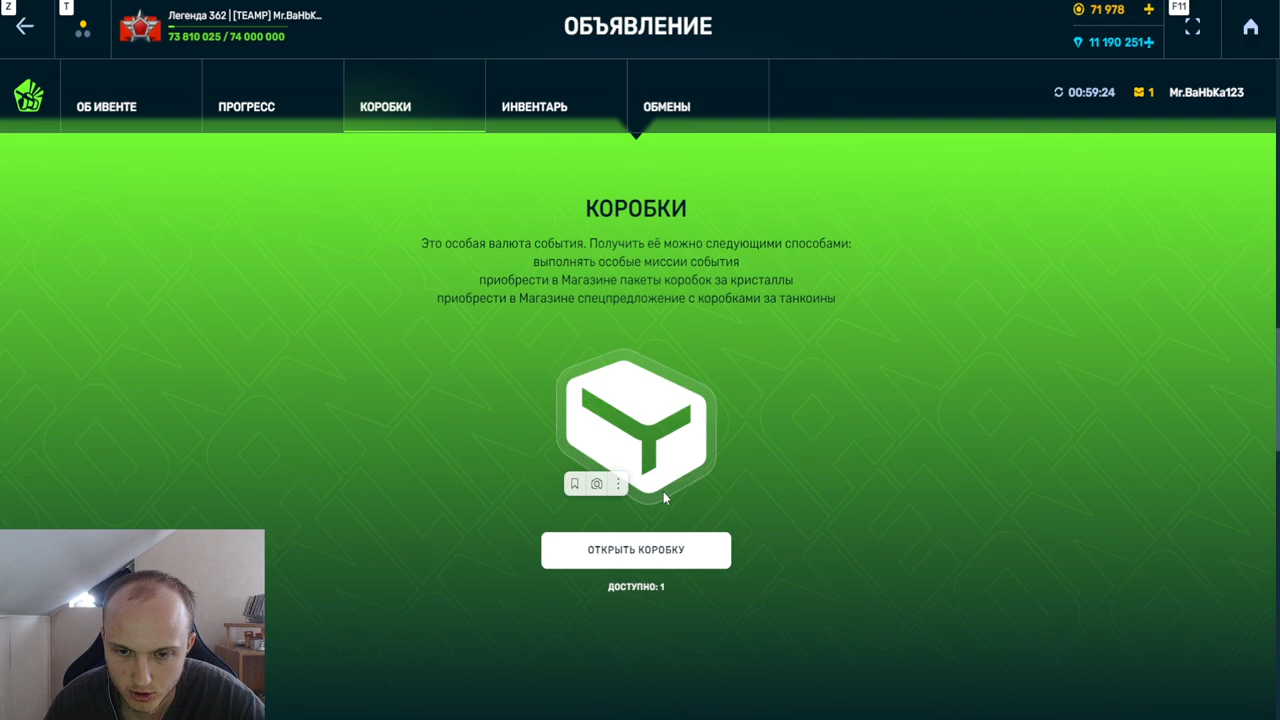 Z
T
Легенда 362 | [TEAMP] Mr.BaHbK...
73 810 025 / 74 000 000
ОБЪЯВЛЕНИЕ
71 978
11 190 251
F11
ОБ ИВЕНТЕ
ПРОГРЕСС
КОРОБКИ
ИНВЕНТАРЬ
ОБМЕНЫ
00:59:24
1
Mr.BaHbKa123
КОРОБКИ
Это особая валюта события. Получить её можно следующими способами:
выполнять особые миссии события
приобрести в Магазине пакеты коробок за кристаллы
приобрести в Магазине спецпредложение с коробками за танкоины
ОТКРЫТЬ КОРОБКУ
ДОСТУПНО: 1